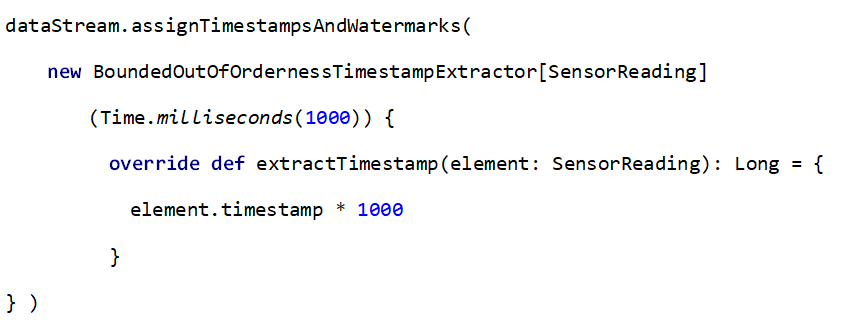 dataStream.assignTimestampsAndWatermarks(
new BoundedOutOfOrdernessTimestampExtractor[SensorReading]
(Time.milliseconds(1000)) {
override def extractTimestamp(element: SensorReading): Long = {
element.timestamp * 1000
}
} )